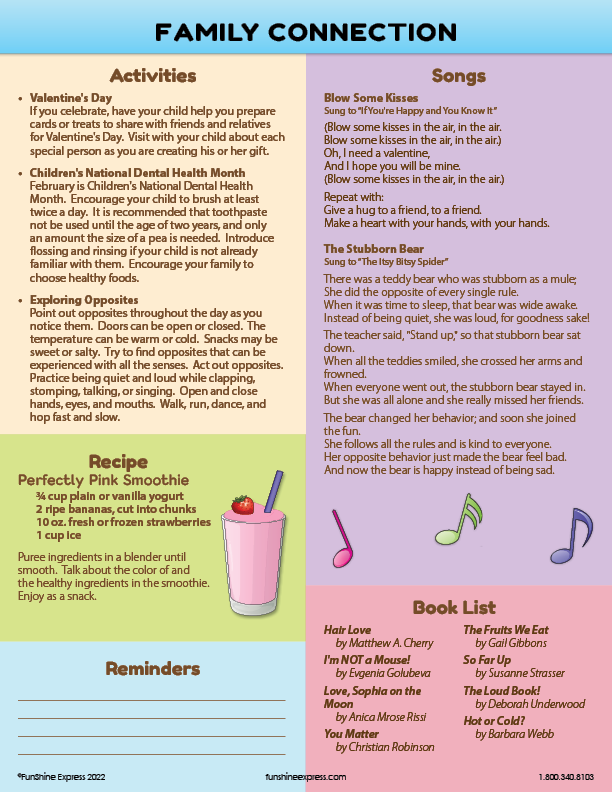 FAMILY CONNECTION
Activities
• Valentine's Day
If you celebrate, have your child help you prepare
cards or treats to share with friends and relatives
for Valentine's Day. Visit with your child about each
special person as you are creating his or her gift.
• Children's National Dental Health Month
February is Children's National Dental Health
Month. Encourage your child to brush at least
twice a day. It is recommended that toothpaste
not be used until the age of two years, and only
an amount the size of a pea is needed. Introduce
flossing and rinsing if your child is not already
familiar with them. Encourage your family to
choose healthy foods.
• Exploring Opposites
Point out opposites throughout the day as you
notice them. Doors can be open or closed. The
temperature can be warm or cold. Snacks may be
sweet or salty. Try to find opposites that can be
experienced with all the senses. Act out opposites.
Practice being quiet and loud while clapping,
stomping, talking, or singing. Open and close
hands, eyes, and mouths. Walk, run, dance, and
hop fast and slow.
Recipe
Perfectly Pink Smoothie
¾ cup plain or vanilla yogurt
2 ripe bananas, cut into chunks
10 oz. fresh or frozen strawberries
1 cup ice
Puree ingredients in a blender until
smooth. Talk about the color of and
the healthy ingredients in the smoothie.
Enjoy as a snack.
Reminders
Songs
Blow Some Kisses
Sung to "If You're Happy and You Know It"
(Blow some kisses in the air, in the air.
Blow some kisses in the air, in the air.)
Oh, I need a valentine,
And I hope you will be mine.
(Blow some kisses in the air, in the air.)
Repeat with:
Give a hug to a friend, to a friend.
Make a heart with your hands, with your hands.
The Stubborn Bear
Sung to "The Itsy Bitsy Spider"
There was a teddy bear who was stubborn as a mule;
She did the opposite of every single rule.
When it was time to sleep, that bear was wide awake.
Instead of being quiet, she was loud, for goodness sake!
The teacher said, "Stand up," so that stubborn bear sat
down.
When all the teddies smiled, she crossed her arms and
frowned.
When everyone went out, the stubborn bear stayed in.
But she was all alone and she really missed her friends.
The bear changed her behavior; and soon she joined
the fun.
She follows all the rules and is kind to everyone.
Her opposite behavior just made the bear feel bad.
And now the bear is happy instead of being sad.
Book List
Hair Love
by Matthew A. Cherry
I'm NOT a Mouse!
by Evgenia Golubeva
Love, Sophia on the
Moon
by Anica Mrose Rissi
You Matter
by Christian Robinson
The Fruits We Eat
by Gail Gibbons
So Far Up
by Susanne Strasser
The Loud Book!
by Deborah Underwood
Hot or Cold?
by Barbara Webb
©FunShine Express 2022
funshineexpress.com
1.800.340.8103